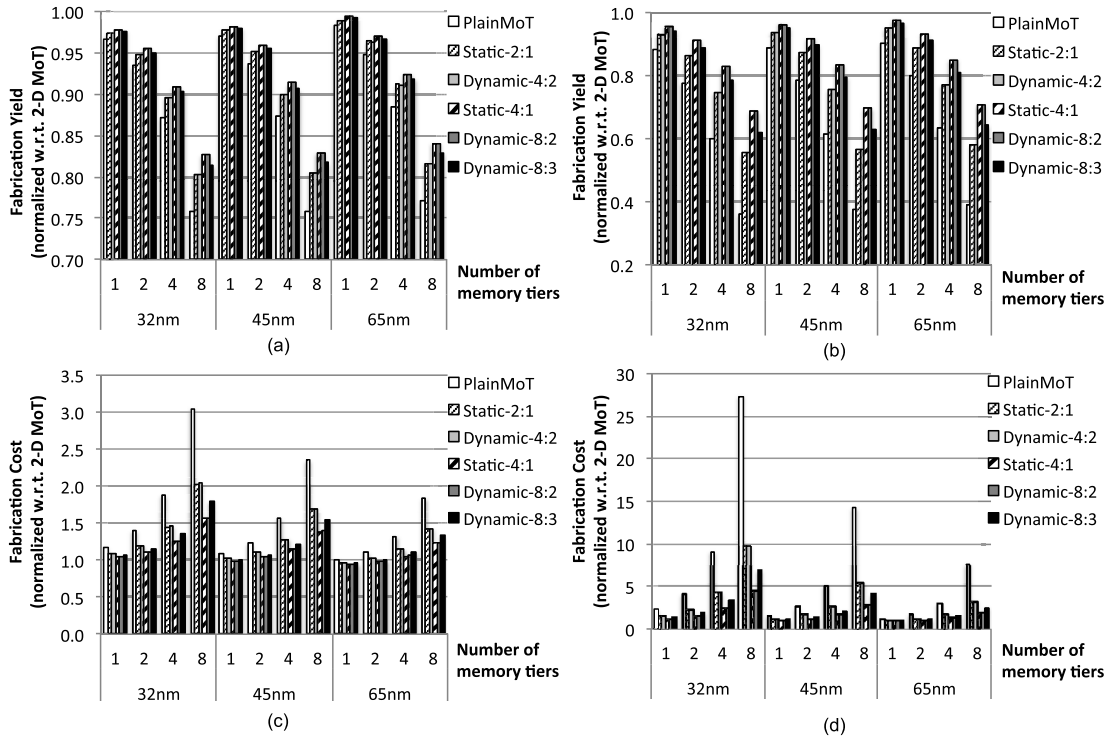 Fabrication Yield
(normalized w.r.t. 2-D MoT)
1.00
0.95
0.90
0.85
0.80
0.75
0.70
PlainMoT
Static-2:1
Dynamic-4:2
Static-4:1
Dynamic-8:2
Dynamic-8:3
1 2 4 8 1 2 4 8 1 2 4 8
32nm 45nm 65nm
Number of
memory tiers
(a)
Fabrication Yield
(normalized w.r.t. 2-D MoT)
1.0
0.8
0.6
0.4
0.2
PlainMoT
Static-2:1
Dynamic-4:2
Static-4:1
Dynamic-8:2
Dynamic-8:3
1 2 4 8 1 2 4 8 1 2 4 8
32nm 45nm 65nm
Number of
memory tiers
(b)
Fabrication Cost
(normalized w.r.t. 2-D MoT)
3.5
3.0
2.5
2.0
1.5
1.0
0.5
0.0
PlainMoT
Static-2:1
Dynamic-4:2
Static-4:1
Dynamic-8:2
Dynamic-8:3
1 2 4 8 1 2 4 8 1 2 4 8
32nm 45nm 65nm
Number of
memory tiers
(c)
Fabrication Cost
(normalized w.r.t. 2-D MoT)
30
25
20
15
10
5
0
PlainMoT
Static-2:1
Dynamic-4:2
Static-4:1
Dynamic-8:2
Dynamic-8:3
1 2 4 8 1 2 4 8 1 2 4 8
32nm 45nm 65nm
Number of
memory tiers
(d)